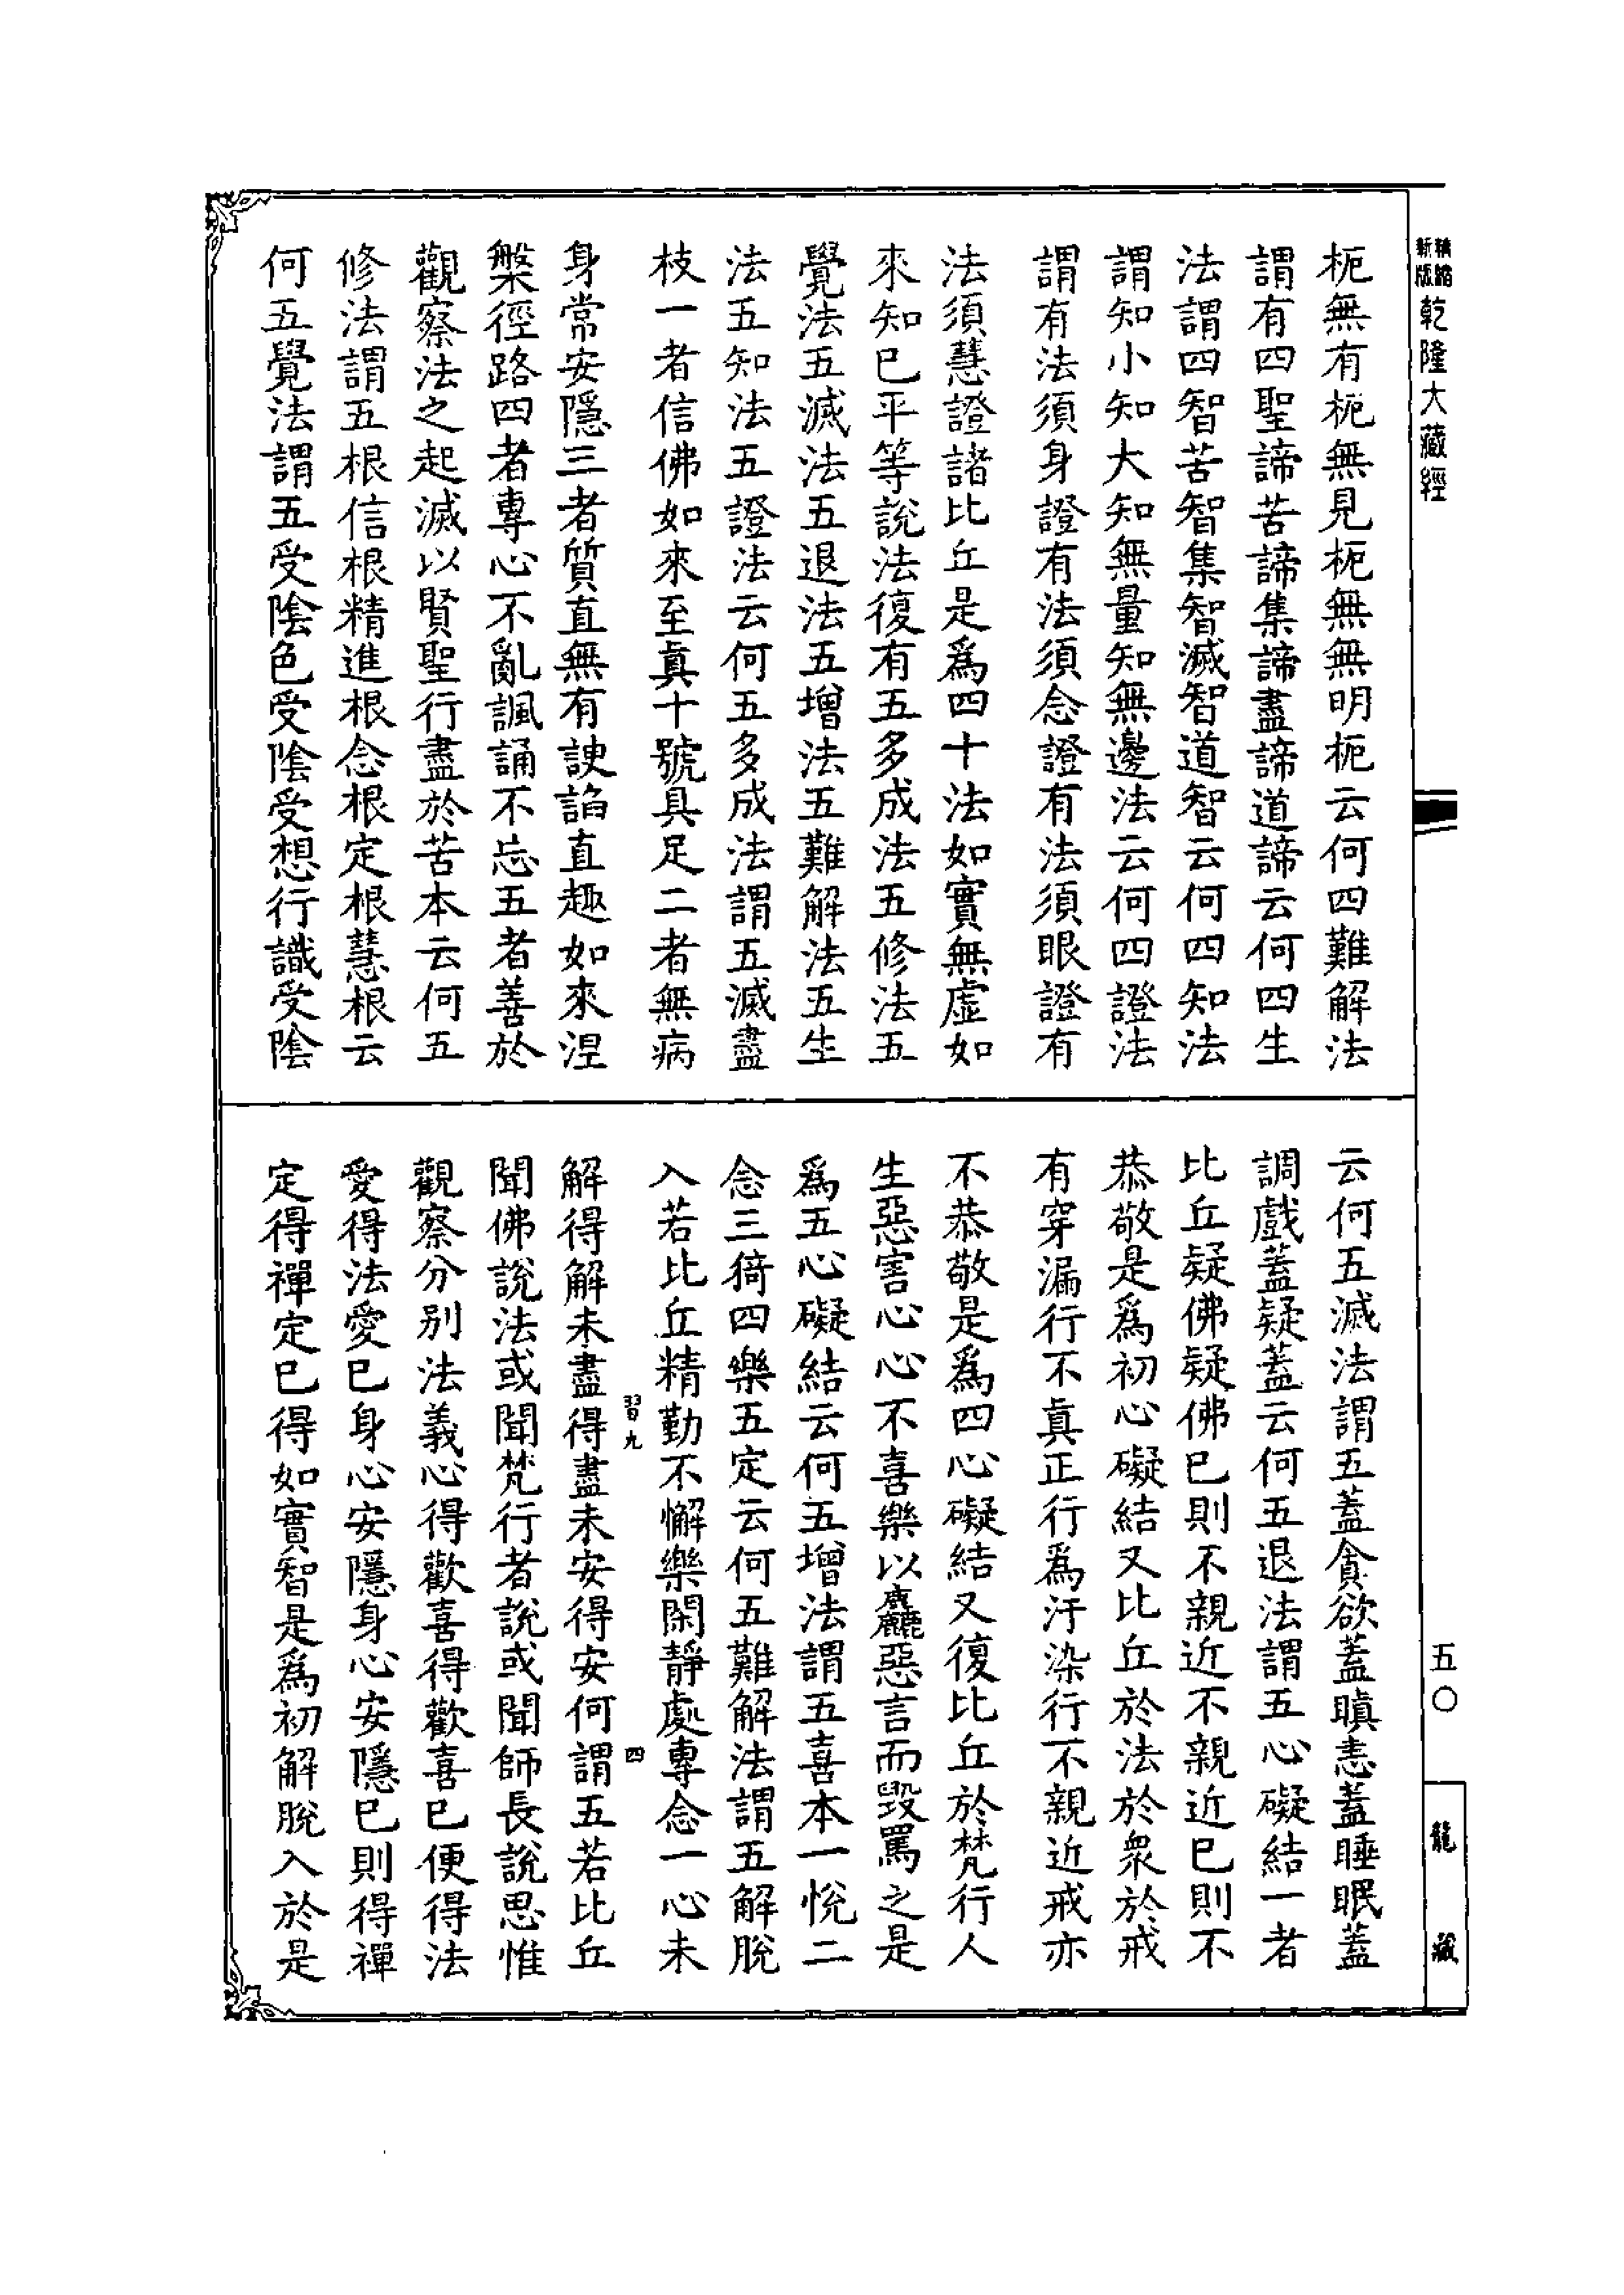 精縮
新版
乾隆大藏經
五〇
龍藏
枙無有枙無見枙無無明枙云何四難解法
謂有四聖諦苦諦集諦盡諦道諦云何四生
法謂四智苦智集智滅智道智云何四知法
謂知小知大知無量知無邊法云何四證法
謂有法須身證有法須念證有法須眼證有
法須慧證諸比丘是爲四十法如實無虛如
來知已平等說法復有五多成法五修法五
覺法五滅法五退法五增法五難解法五生
法五知法五證法云何五多成法謂五滅盡
枝一者信佛如來至真十號具足二者無病
身常安隱三者質直無有諛諂直趣如來涅
槃徑路四者專心不亂諷誦不忘五者善於
觀察法之起滅以賢聖行盡於苦本云何五
修法謂五根信根精進根念根定根慧根云
何五覺法謂五受陰色受陰受想行識受陰
云何五滅法謂五蓋貪欲蓋瞋恚蓋睡眠蓋
調戲蓋疑蓋云何五退法謂五心礙結一者
比丘疑佛疑佛已則不親近不親近已則不
恭敬是爲初心礙結又比丘於法於衆於戒
有穿漏行不真正行爲汙染行不親近戒亦
不恭敬是爲四心礙結又復比丘於梵行人
生惡害心心不喜樂以麤惡言而毀罵之是
爲五心礙結云何五增法謂五喜本一悅二
念三猗四樂五定云何五難解法謂五解脫
入若比丘精勤不懈樂閑靜處專念一心未
習九
四
解得解未盡得盡未安得安何謂五若比丘
聞佛說法或聞梵行者說或聞師長說思惟
觀察分別法義心得歡喜得歡喜已便得法
愛得法愛已身心安隱身心安隱已則得禪
定得禪定已得如實智是爲初解脫入於是